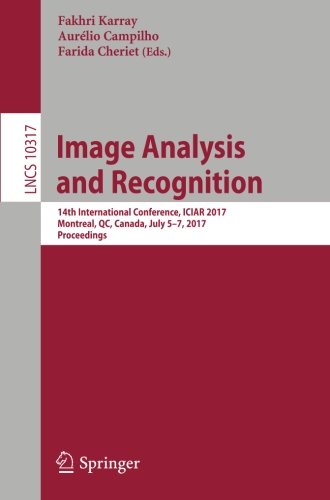 Fakhri Karray
Aurélio Campilho
Farida Cheriet (Eds.)
LNCS 10317
Image Analysis
and Recognition
14th International Conference, ICIAR 2017
Montreal, QC, Canada, July 5–7, 2017
Proceedings
Springer